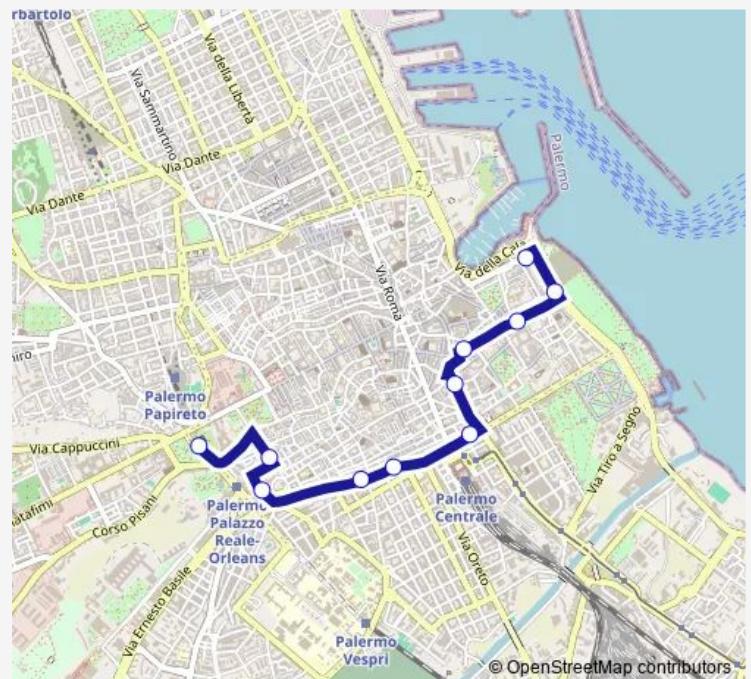 rbartolo
Via della Libertà
Via Sammartino
Via Dante
Via Dante
Palermo
Via della Cala
Via Roma
iro
Palermo
Papireto
Via Cappuccini
atafimi
Corso Pisani
Palermo
Palazzo
Reale-
Orleans
Palermo
Centrale
Via Tiro a Segno
Via Oreto
Via Ernesto Basile
Palermo
Vespri
© OpenStreetMap contributors